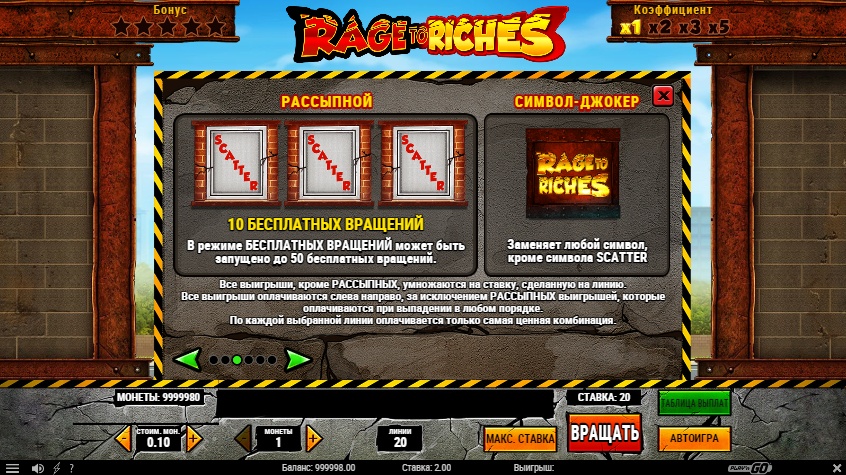 Бонус
RAGE TO RICHES
Коэффициент
x1 x2 x3 x5
РАССЫПНОЙ
СИМВОЛ-ДЖОКЕР
SCATTER
SCATTER
SCATTER
RAGE TO
RICHES
10 БЕСПЛАТНЫХ ВРАЩЕНИЙ
В режиме БЕСПЛАТНЫХ ВРАЩЕНИЙ может быть
запущено до 50 бесплатных вращений.
Заменяет любой символ,
кроме символа SCATTER
Все выигрыши, кроме РАССЫПНЫХ, умножаются на ставку, сделанную на линию.
Все выигрыши оплачиваются слева направо, за исключением РАССЫПНЫХ выигрышей, которые
оплачиваются при выпадении в любом порядке.
По каждой выбранной линии оплачивается только самая ценная комбинация.
МОНЕТЫ: 9999980
СТАВКА: 20
ТАБЛИЦА ВЫПЛАТ
СТОИМ. МОН.
0.10
МОНЕТЫ
1
ЛИНИИ
20
МАКС. СТАВКА
ВРАЩАТЬ
АВТОИГРА
?
Баланс: 999998.00
Ставка: 2.00
Выигрыш:
PLAY'N GO